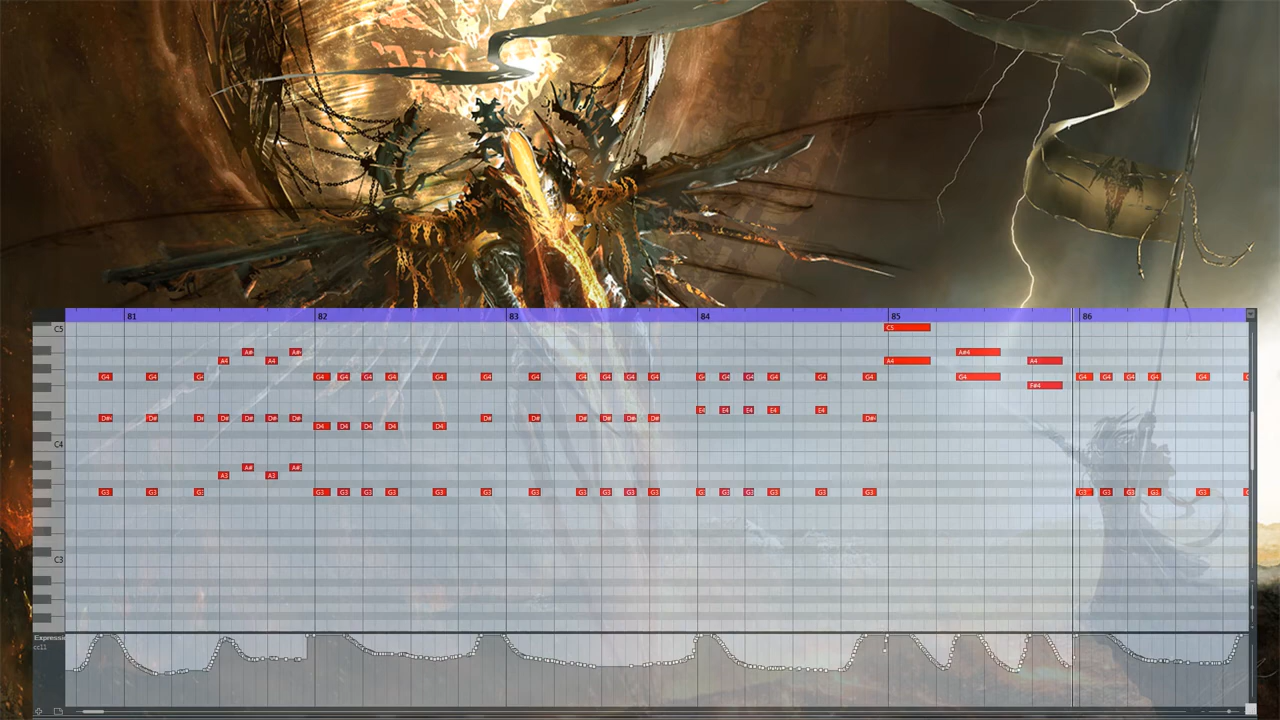 81 82 83 84 85 86
C5 C5
A# A# A#4
A4 A4 A4 A4
G4 G4 G4 G4 G4 G4 G4 G4 G4 G4 G4 G4 G4 G4 G4 G4 G4 G4 G4 G4 G4 G4 G4 G4 G4 G4
F#4
E4 E4 E4 E4 E4
D# D# D# D# D# D# D# D# D# D# D# D# D# D#
D4 D4 D4 D4 D4
C4
A# A#
A3 A3
G3 G3 G3 G3 G3 G3 G3 G3 G3 G3 G3 G3 G3 G3 G3 G3 G3 G3 G3 G3 G3 G3 G3 G3 G3
C3
Expressi
cc11